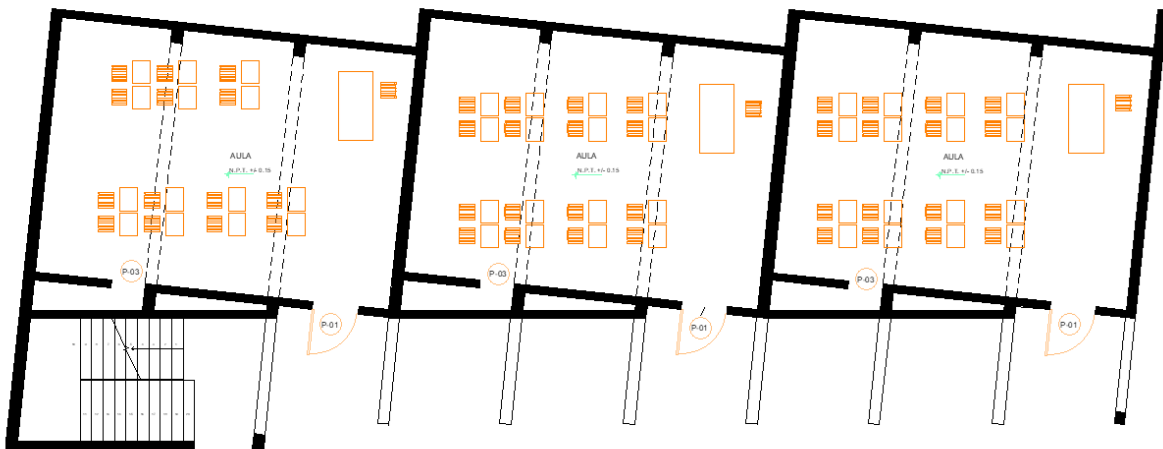 AULA
N.P.T. +/- 0.15
AULA
N.P.T. +/- 0.15
AULA
N.P.T. +/- 0.15
P-03
P-03
P-03
P-01
P-01
P-01